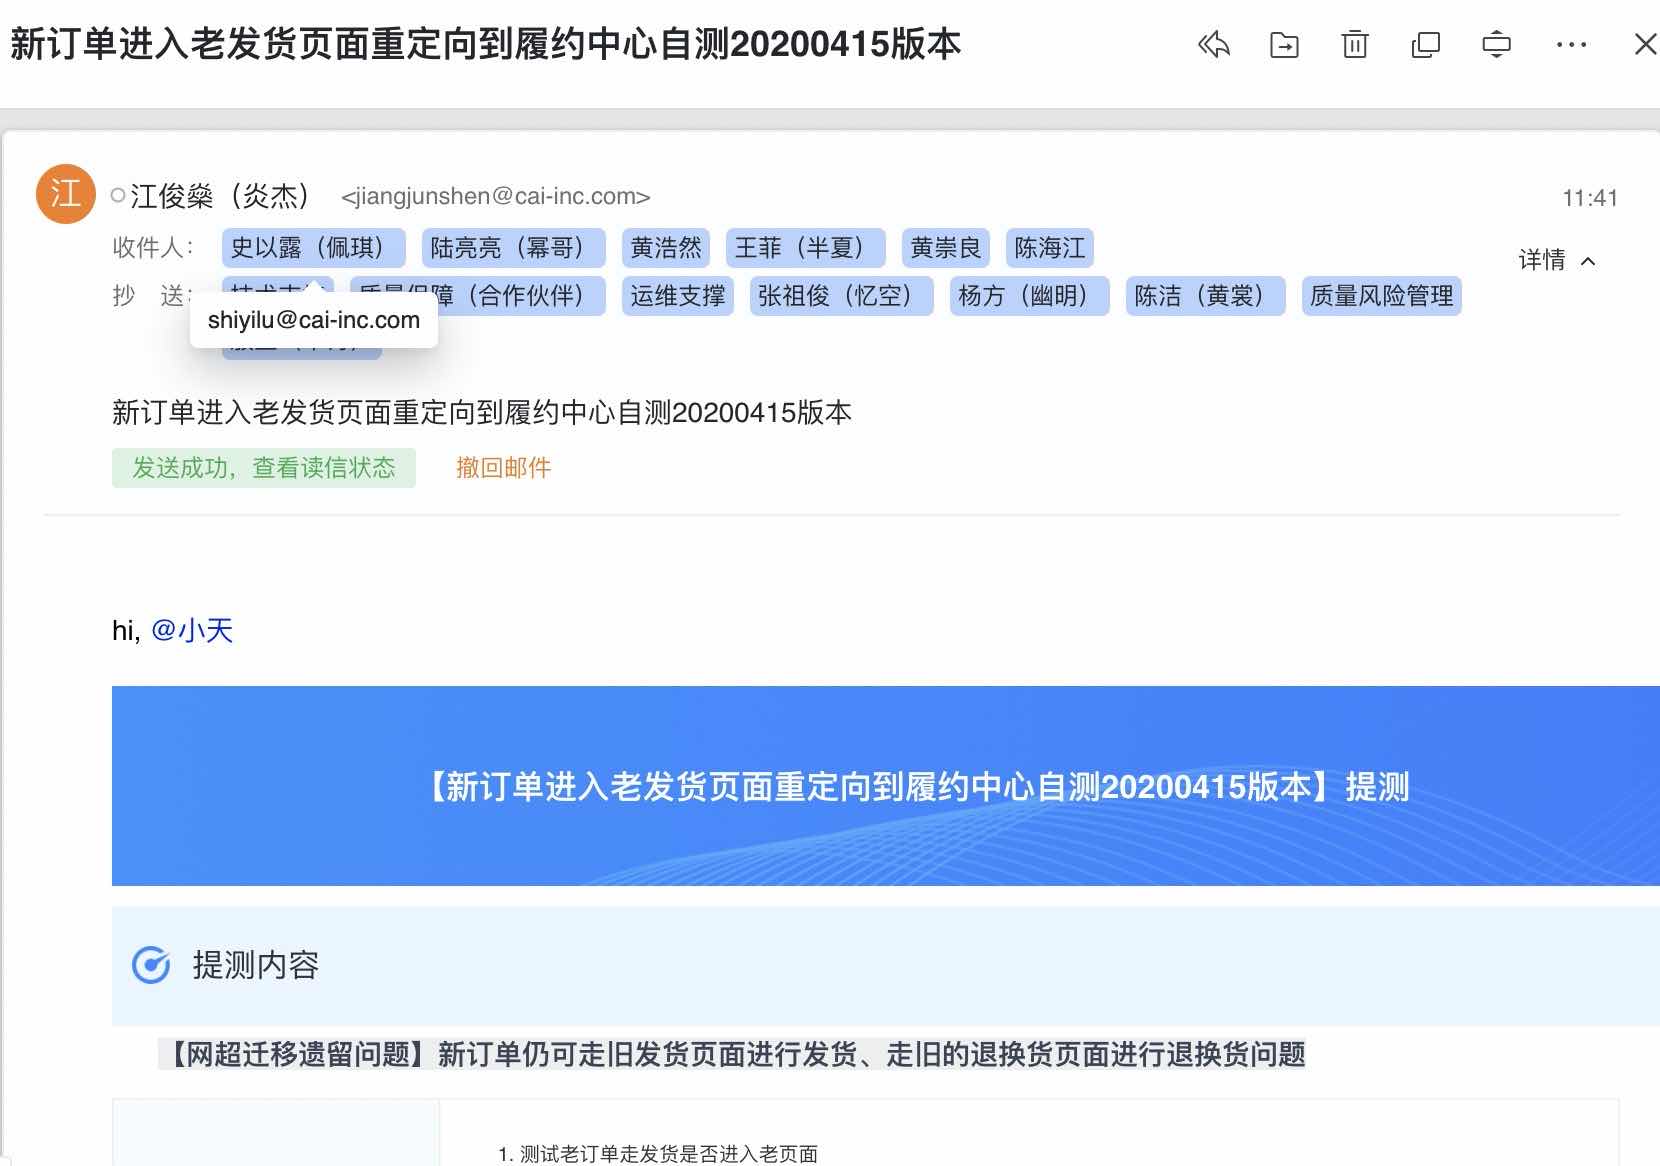 新订单进入老发货页面重定向到履约中心自测20200415版本
江 江俊燊（炎杰） <jiangjunshen@cai-inc.com> 11:41
收件人： 史以露（佩琪） 陆亮亮（幂哥） 黄浩然 王菲（半夏） 黄崇良 陈海江
详情
抄 送： 质量保障（合作伙伴） 运维支撑 张祖俊（忆空） 杨方（幽明） 陈洁（黄裳） 质量风险管理
shiyilu@cai-inc.com
新订单进入老发货页面重定向到履约中心自测20200415版本
发送成功，查看读信状态 撤回邮件
hi, @小天
【新订单进入老发货页面重定向到履约中心自测20200415版本】提测
提测内容
【网超迁移遗留问题】新订单仍可走旧发货页面进行发货、走旧的退换货页面进行退换货问题
1. 测试老订单走发货是否进入老页面